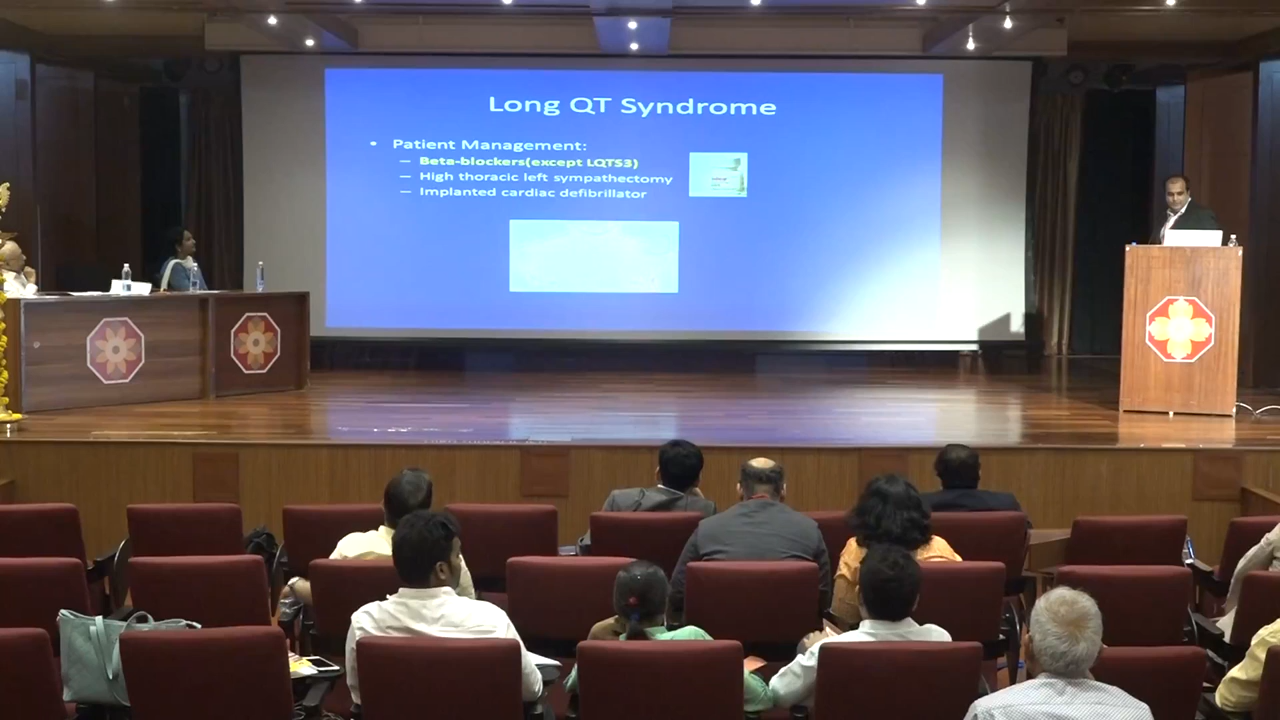 Long QT Syndrome
• Patient Management:
— Beta-blockers(except LQTS3)
— High thoracic left sympathectomy
— Implanted cardiac defibrillator